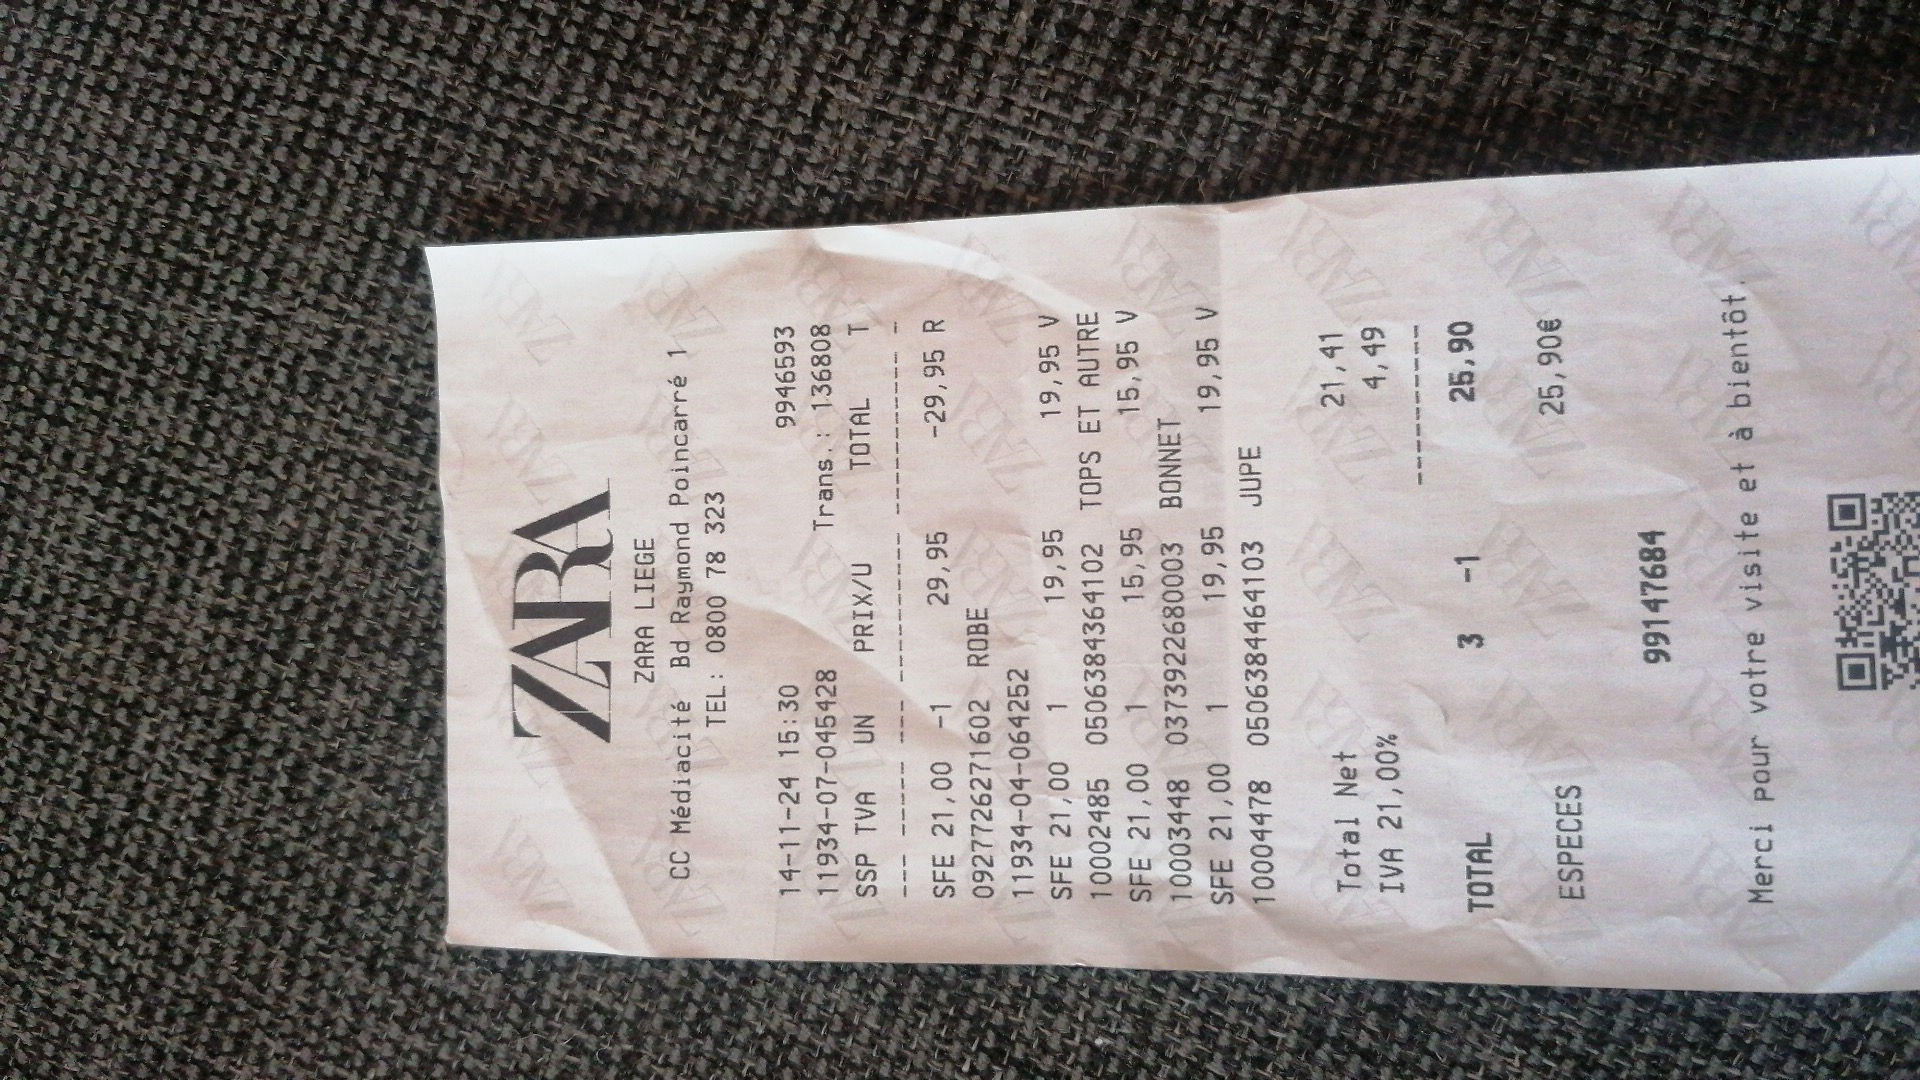 ZARA
ZARA LIEGE
CC Médiacité Bd Raymond Poincarré 1
TEL: 0800 78 323
14-11-24 15:30 9946593
11934-07-045428 Trans.: 136808
SSP TVA UN PRIX/U TOTAL T
--- ----- --- ---------- ------------ -
SFE 21,00 -1 29,95 -29,95 R
09277262271602 ROBE
11934-04-064252
SFE 21,00 1 19,95 19,95 V
10002485 05063844364102 TOPS ET AUTRE
SFE 21,00 1 15,95 15,95 V
10003448 03739226800003 BONNET
SFE 21,00 1 19,95 19,95 V
10004478 05063844464103 JUPE
Total Net 21,41
IVA 21,00% 4,49
----------
TOTAL 3 -1 25,90
ESPECES 25,90€
99147684
Merci pour votre visite et à bientôt.